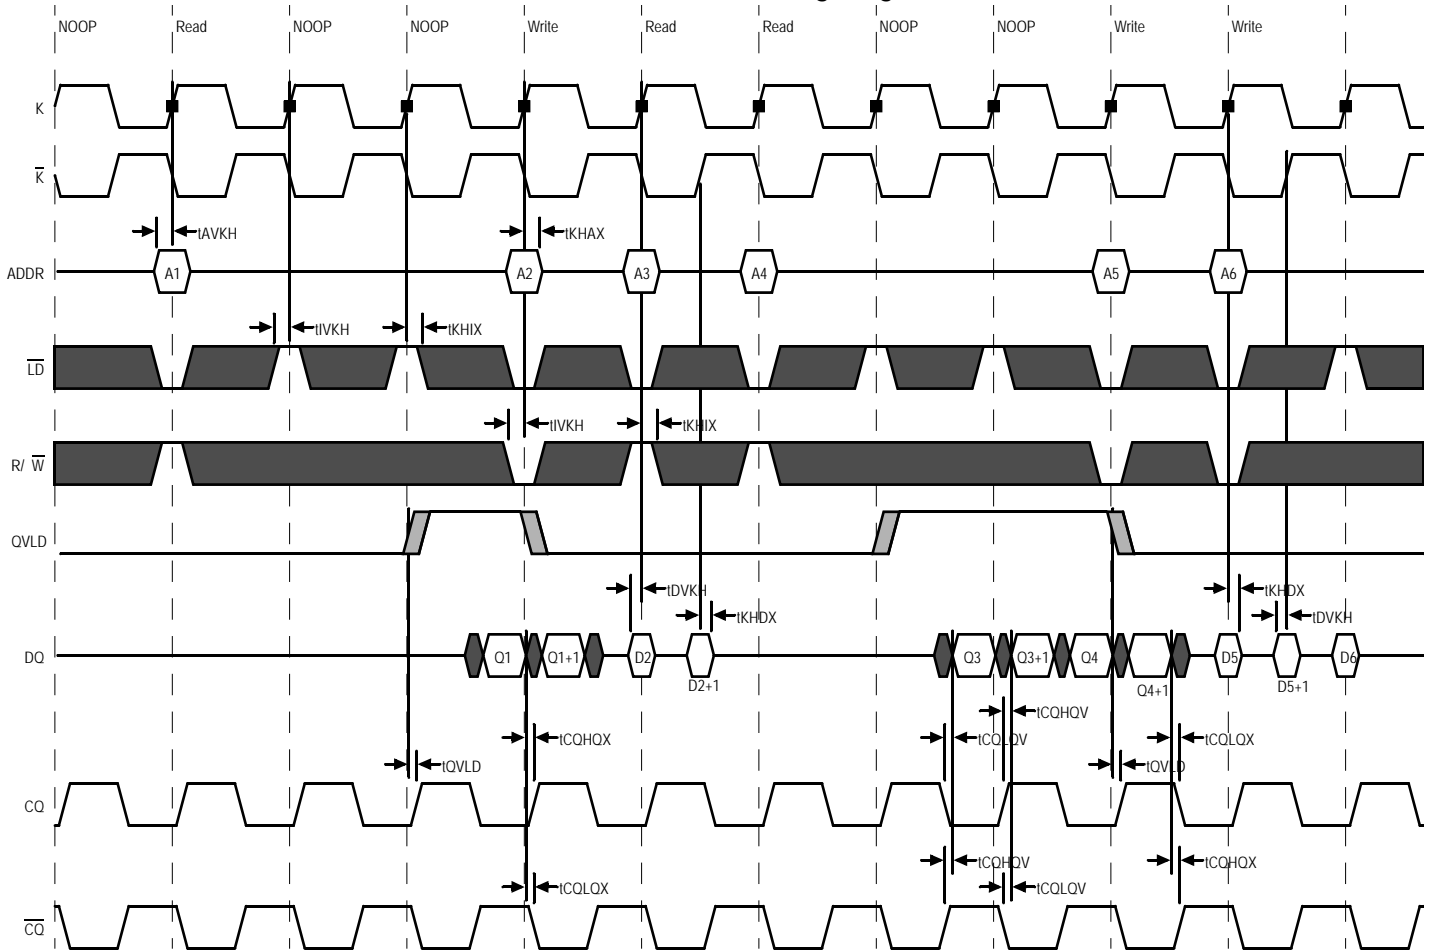 NOOP Read NOOP NOOP Write Read Read NOOP NOOP Write Write
K
K
tAVKH tKHAX
ADDR A1 A2 A3 A4 A5 A6
tIVKH tKHIX
LD
tIVKH tKHIX
R/ W
QVLD
tDVKH tKHDX
tKHDX tDVKH
DQ Q1 Q1+1 D2 Q3 Q3+1 Q4 D5 D6
D2+1 Q4+1 D5+1
tCQHQV
tCQHQX tCQLQV tCQLQX
tQVLD tQVLD
CQ
tCQHQV tCQHQX
tCQLQX tCQLQV
CQ